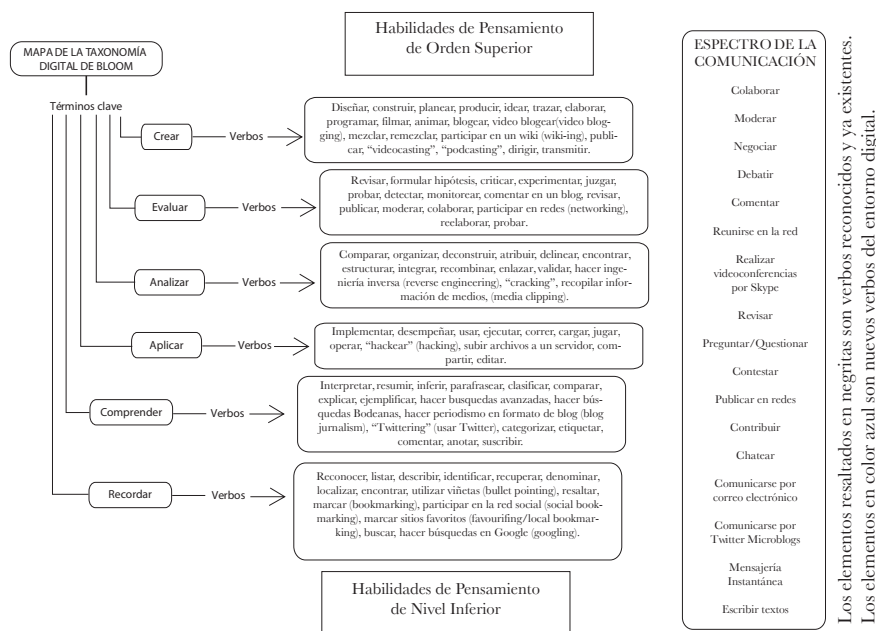 MAPA DE LA TAXONOMÍA
DIGITAL DE BLOOM
Términos clave
Habilidades de Pensamiento
de Orden Superior
Crear
Verbos
Diseñar, construir, planear, producir, idear, trazar, elaborar,
programar, filmar, animar, blogear, video blogear(video blog-
ging), mezclar, remezclar, participar en un wiki (wiki-ing), publi-
car, “videocasting”, “podcasting”, dirigir, transmitir.
Evaluar
Verbos
Revisar, formular hipótesis, criticar, experimentar, juzgar,
probar, detectar, monitorear, comentar en un blog, revisar,
publicar, moderar, colaborar, participar en redes (networking),
reelaborar, probar.
Analizar
Verbos
Comparar, organizar, deconstruir, atribuir, delinear, encontrar,
estructurar, integrar, recombinar, enlazar, validar, hacer inge-
niería inversa (reverse engineering), “cracking”, recopilar infor-
mación de medios, (media clipping).
Aplicar
Verbos
Implementar, desempeñar, usar, ejecutar, correr, cargar, jugar,
operar, “hackear” (hacking), subir archivos a un servidor, com-
partir, editar.
Comprender
Verbos
Interpretar, resumir, inferir, parafrasear, clasificar, comparar,
explicar, ejemplificar, hacer busquedas avanzadas, hacer bús-
quedas Bodeanas, hacer periodismo en formato de blog (blog
jurnalism), “Twittering” (usar Twitter), categorizar, etiquetar,
comentar, anotar, suscribir.
Recordar
Verbos
Reconocer, listar, describir, identificar, recuperar, denominar,
localizar, encontrar, utilizar viñetas (bullet pointing), resaltar,
marcar (bookmarking), participar en la red social (social book-
marking), marcar sitios favoritos (favourifing/local bookmar-
king), buscar, hacer búsquedas en Google (googling).
Habilidades de Pensamiento
de Nivel Inferior
ESPECTRO DE LA
COMUNICACIÓN
Colaborar
Moderar
Negociar
Debatir
Comentar
Reunirse en la red
Realizar
videoconferencias
por Skype
Revisar
Preguntar/Questionar
Contestar
Publicar en redes
Contribuir
Chatear
Comunicarse por
correo electrónico
Comunicarse por
Twitter Microblogs
Mensajería
Instantánea
Escribir textos
Los elementos resaltados en negritas son verbos reconocidos y ya existentes.
Los elementos en color azul son nuevos verbos del entorno digital.